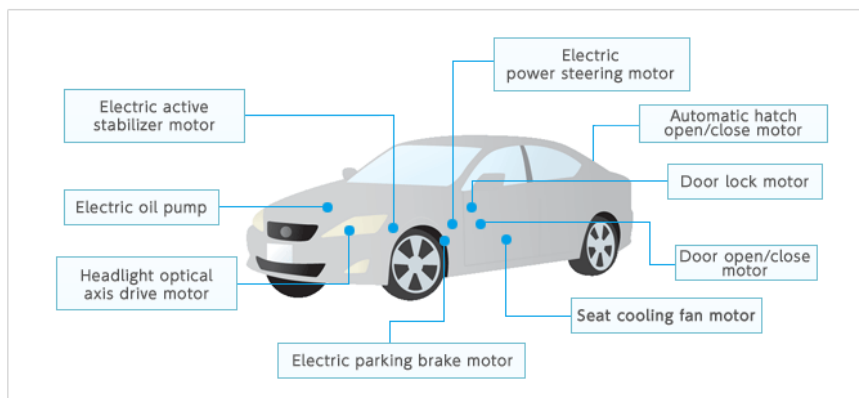 Electric
power steering motor
Electric active
stabilizer motor
Automatic hatch
open/close motor
Door lock motor
Electric oil pump
Door open/close
motor
Headlight optical
axis drive motor
Seat cooling fan motor
Electric parking brake motor